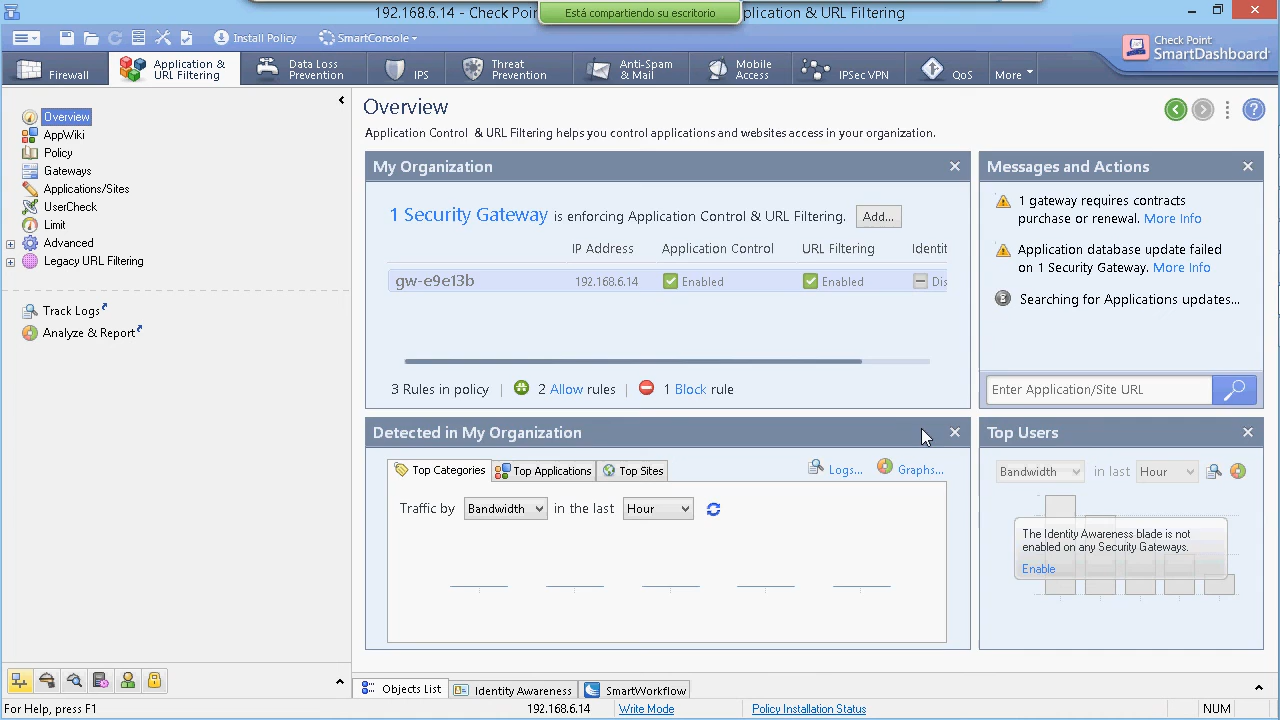 192.168.6.14 - Check Poin
Está compartiendo su escritorio
plication & URL Filtering
Install Policy
SmartConsole
Firewall
Application & URL Filtering
Data Loss Prevention
IPS
Threat Prevention
Anti-Spam & Mail
Mobile Access
IPSec VPN
QoS
More
Check Point
SmartDashboard
Overview
AppWiki
Policy
Gateways
Applications/Sites
UserCheck
Limit
Advanced
Legacy URL Filtering
Track Logs
Analyze & Report
Overview
Application Control & URL Filtering helps you control applications and websites access in your organization.
My Organization
1 Security Gateway is enforcing Application Control & URL Filtering. Add...
IP Address Application Control URL Filtering Identit
gw-e9e13b 192.168.6.14 Enabled Enabled Dis
3 Rules in policy | 2 Allow rules | 1 Block rule
Messages and Actions
1 gateway requires contracts
purchase or renewal. More Info
Application database update failed
on 1 Security Gateway. More Info
Searching for Applications updates...
Enter Application/Site URL
Detected in My Organization
Top Categories Top Applications Top Sites Logs... Graphs...
Traffic by Bandwidth in the last Hour
Top Users
Bandwidth in last Hour
The Identity Awareness blade is not
enabled on any Security Gateways.
Enable
Objects List Identity Awareness SmartWorkflow
For Help, press F1 192.168.6.14 Write Mode Policy Installation Status NUM